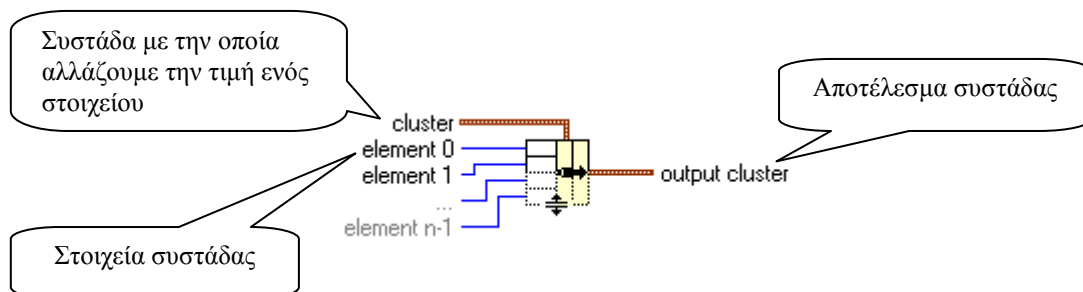 Συστάδα με την οποία
αλλάζουμε την τιμή ενός
στοιχείου
Αποτέλεσμα συστάδας
cluster
element 0
element 1
...
element n-1
output cluster
Στοιχεία συστάδας